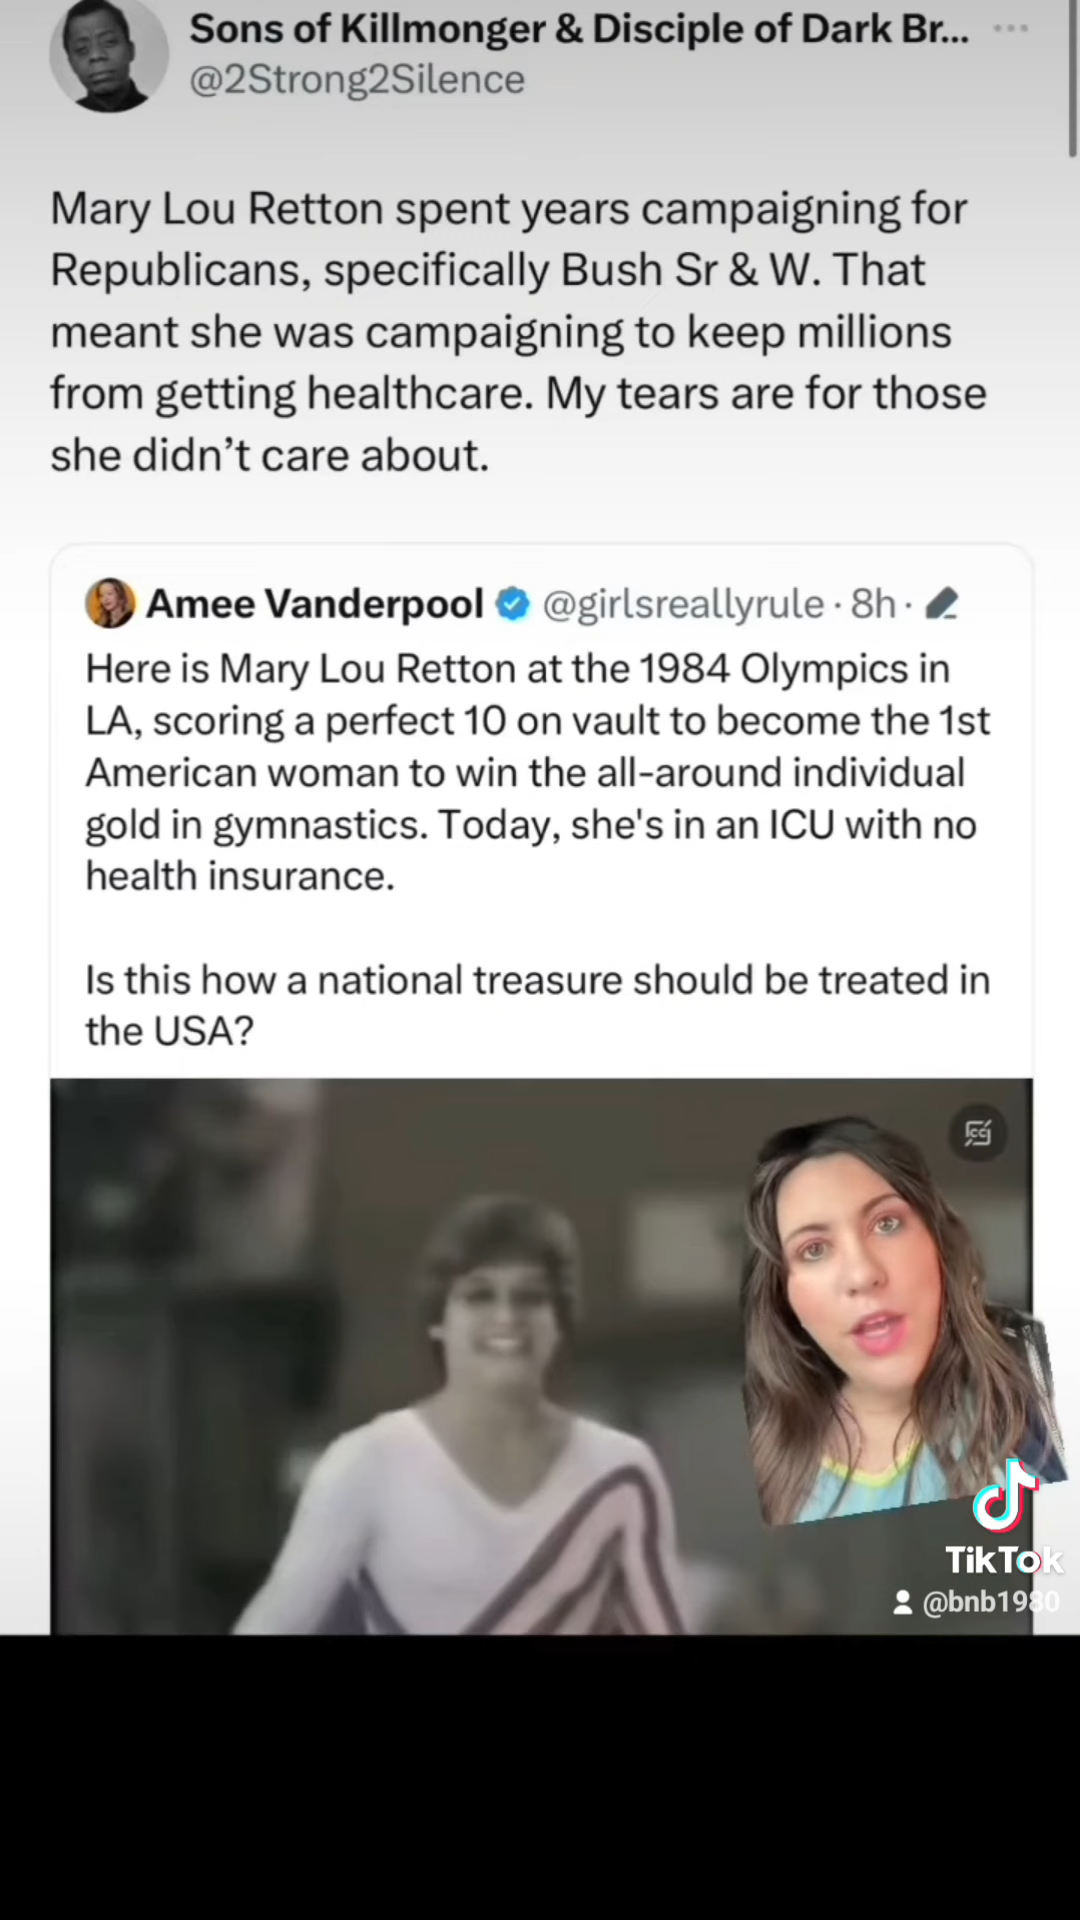 Sons of Killmonger & Disciple of Dark Br...
@2Strong2Silence
Mary Lou Retton spent years campaigning for
Republicans, specifically Bush Sr & W. That
meant she was campaigning to keep millions
from getting healthcare. My tears are for those
she didn’t care about.
Amee Vanderpool @girlsreallyrule · 8h ·
Here is Mary Lou Retton at the 1984 Olympics in
LA, scoring a perfect 10 on vault to become the 1st
American woman to win the all-around individual
gold in gymnastics. Today, she's in an ICU with no
health insurance.
Is this how a national treasure should be treated in
the USA?
TikTok
@bnb1980